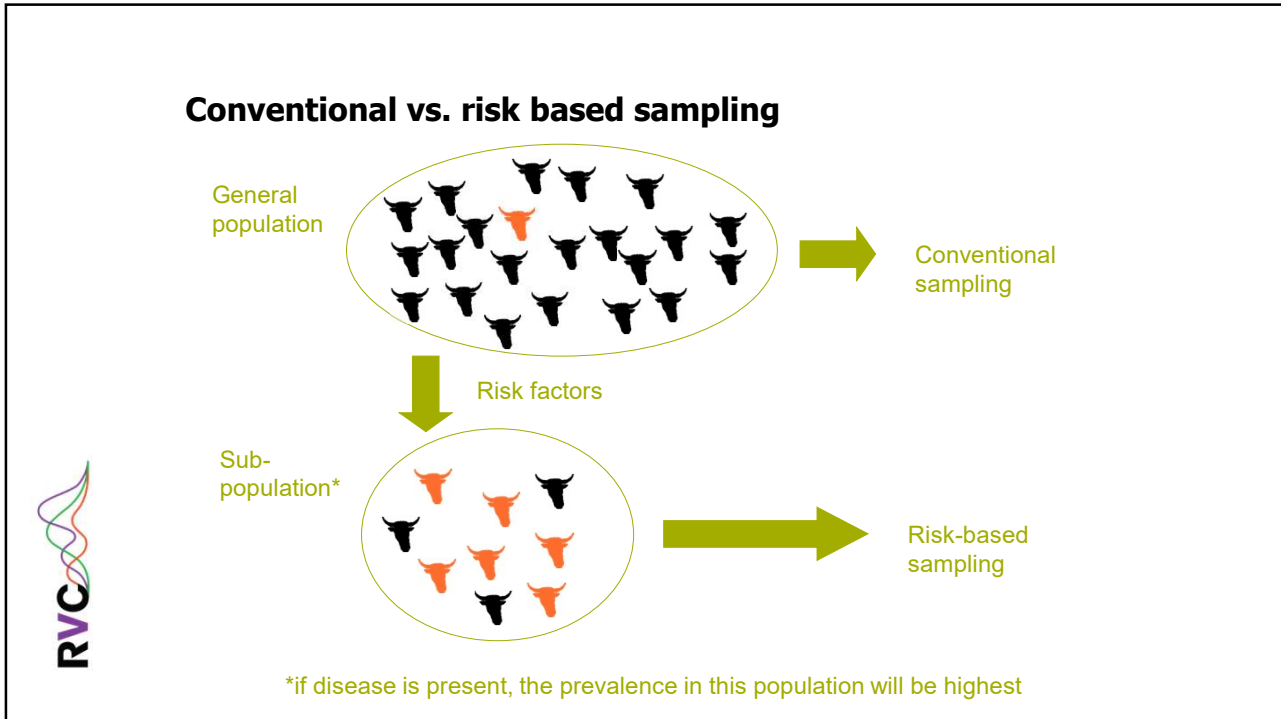 Conventional vs. risk based sampling
General
population
Conventional
sampling
Risk factors
Sub-
population*
Risk-based
sampling
RVC
*if disease is present, the prevalence in this population will be highest